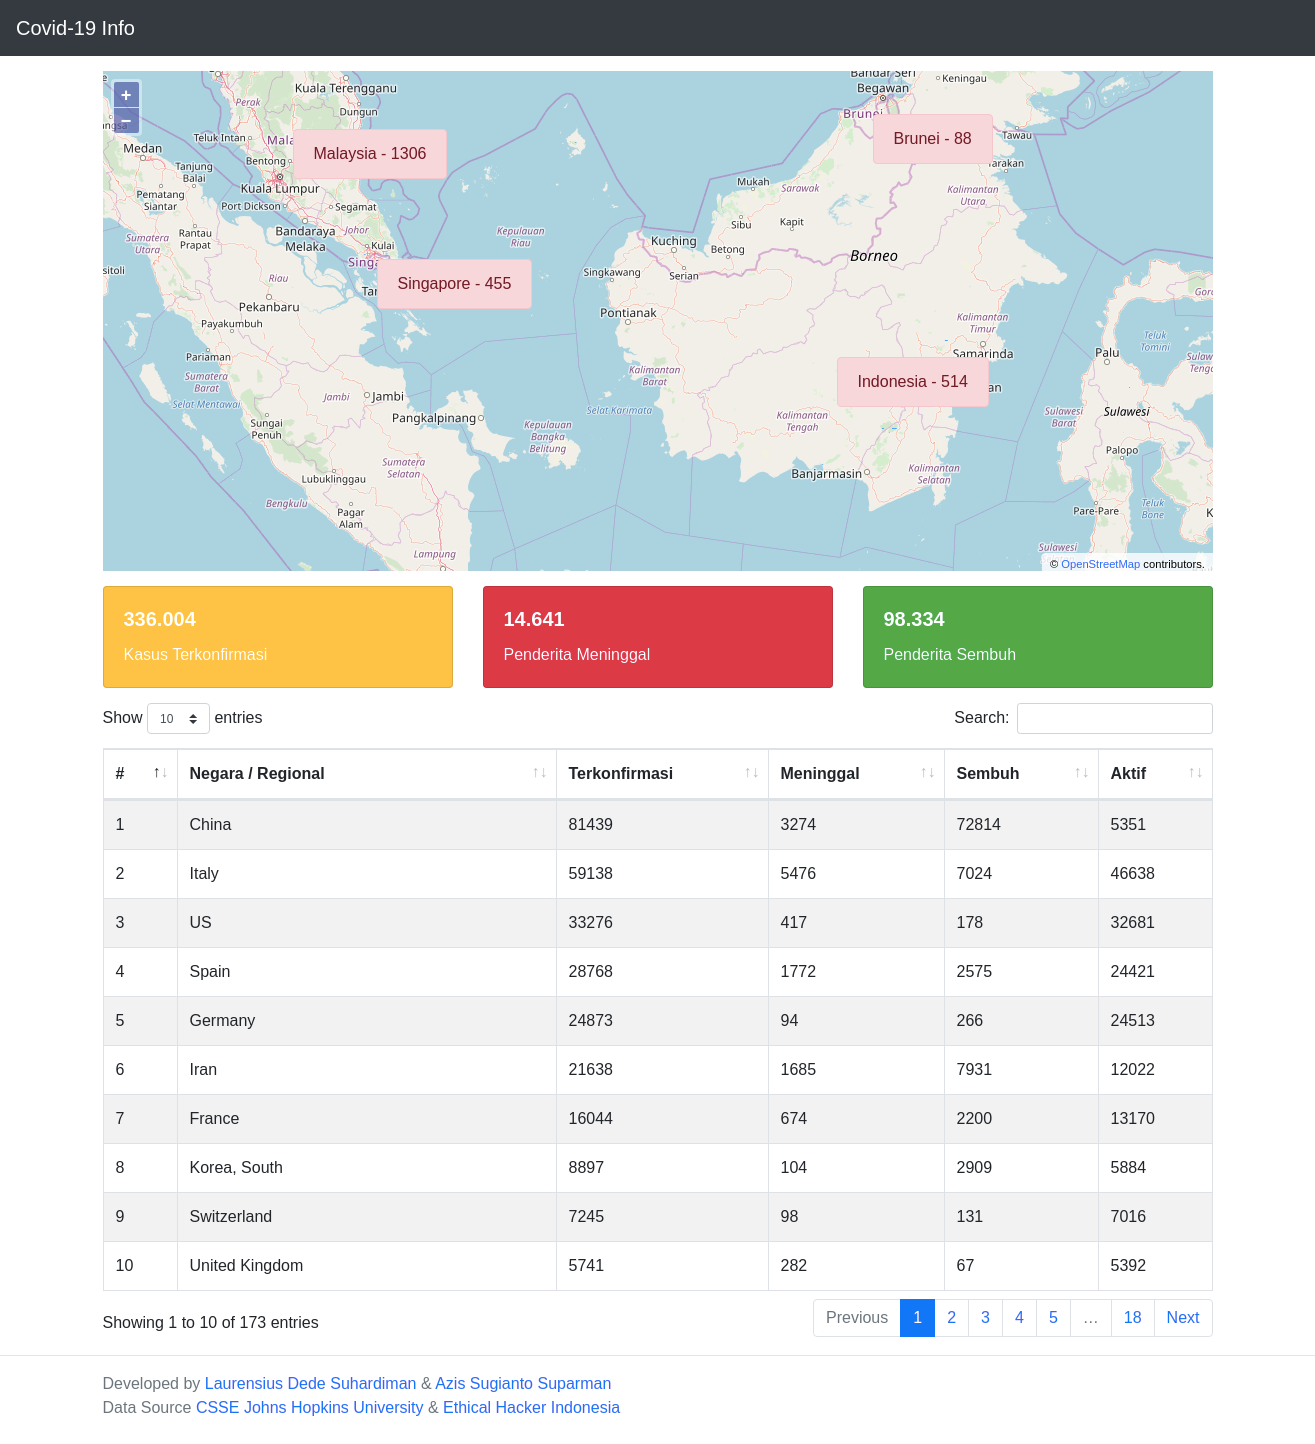 Covid-19 Info
+
−
Kuala Terengganu
Perak
Dungun
Teluk Intan
Medan
Bentong
Malaysia - 1306
Tanjung
Balai
Kuala Lumpur
Pematang
Siantar
Port Dickson
Segamat
Rantau
Prapat
Bandaraya
Melaka
Johor
Kulai
Sumatera
Utara
Kepulauan
Riau
Singapore - 455
Riau
Pekanbaru
Payakumbuh
Pariaman
Sumatera
Barat
Selat Mentawai
Jambi
Jambi
Pangkalpinang
Sungai
Penuh
Kepulauan
Bangka
Belitung
Sumatera
Selatan
Lubuklinggau
Bengkulu
Pagar
Alam
Lampung
Bandar Seri
Begawan
Keningau
Brunei
Brunei - 88
Tawau
Tarakan
Mukah
Sarawak
Kalimantan
Utara
Sibu
Kapit
Kuching
Betong
Borneo
Singkawang
Serian
Pontianak
Kalimantan
Timur
Samarinda
Kalimantan
Barat
Indonesia - 514
Selat Karimata
Kalimantan
Tengah
Banjarmasin
Kalimantan
Selatan
Palu
Teluk
Tomini
Sulawesi
Barat
Sulawesi
Palopo
Pare-Pare
Teluk
Bone
Sulawesi
© OpenStreetMap contributors.
336.004
Kasus Terkonfirmasi
14.641
Penderita Meninggal
98.334
Penderita Sembuh
Show 10 entries
Search:
# Negara / Regional Terkonfirmasi Meninggal Sembuh Aktif
1 China 81439 3274 72814 5351
2 Italy 59138 5476 7024 46638
3 US 33276 417 178 32681
4 Spain 28768 1772 2575 24421
5 Germany 24873 94 266 24513
6 Iran 21638 1685 7931 12022
7 France 16044 674 2200 13170
8 Korea, South 8897 104 2909 5884
9 Switzerland 7245 98 131 7016
10 United Kingdom 5741 282 67 5392
Showing 1 to 10 of 173 entries
Previous 1 2 3 4 5 … 18 Next
Developed by Laurensius Dede Suhardiman & Azis Sugianto Suparman
Data Source CSSE Johns Hopkins University & Ethical Hacker Indonesia